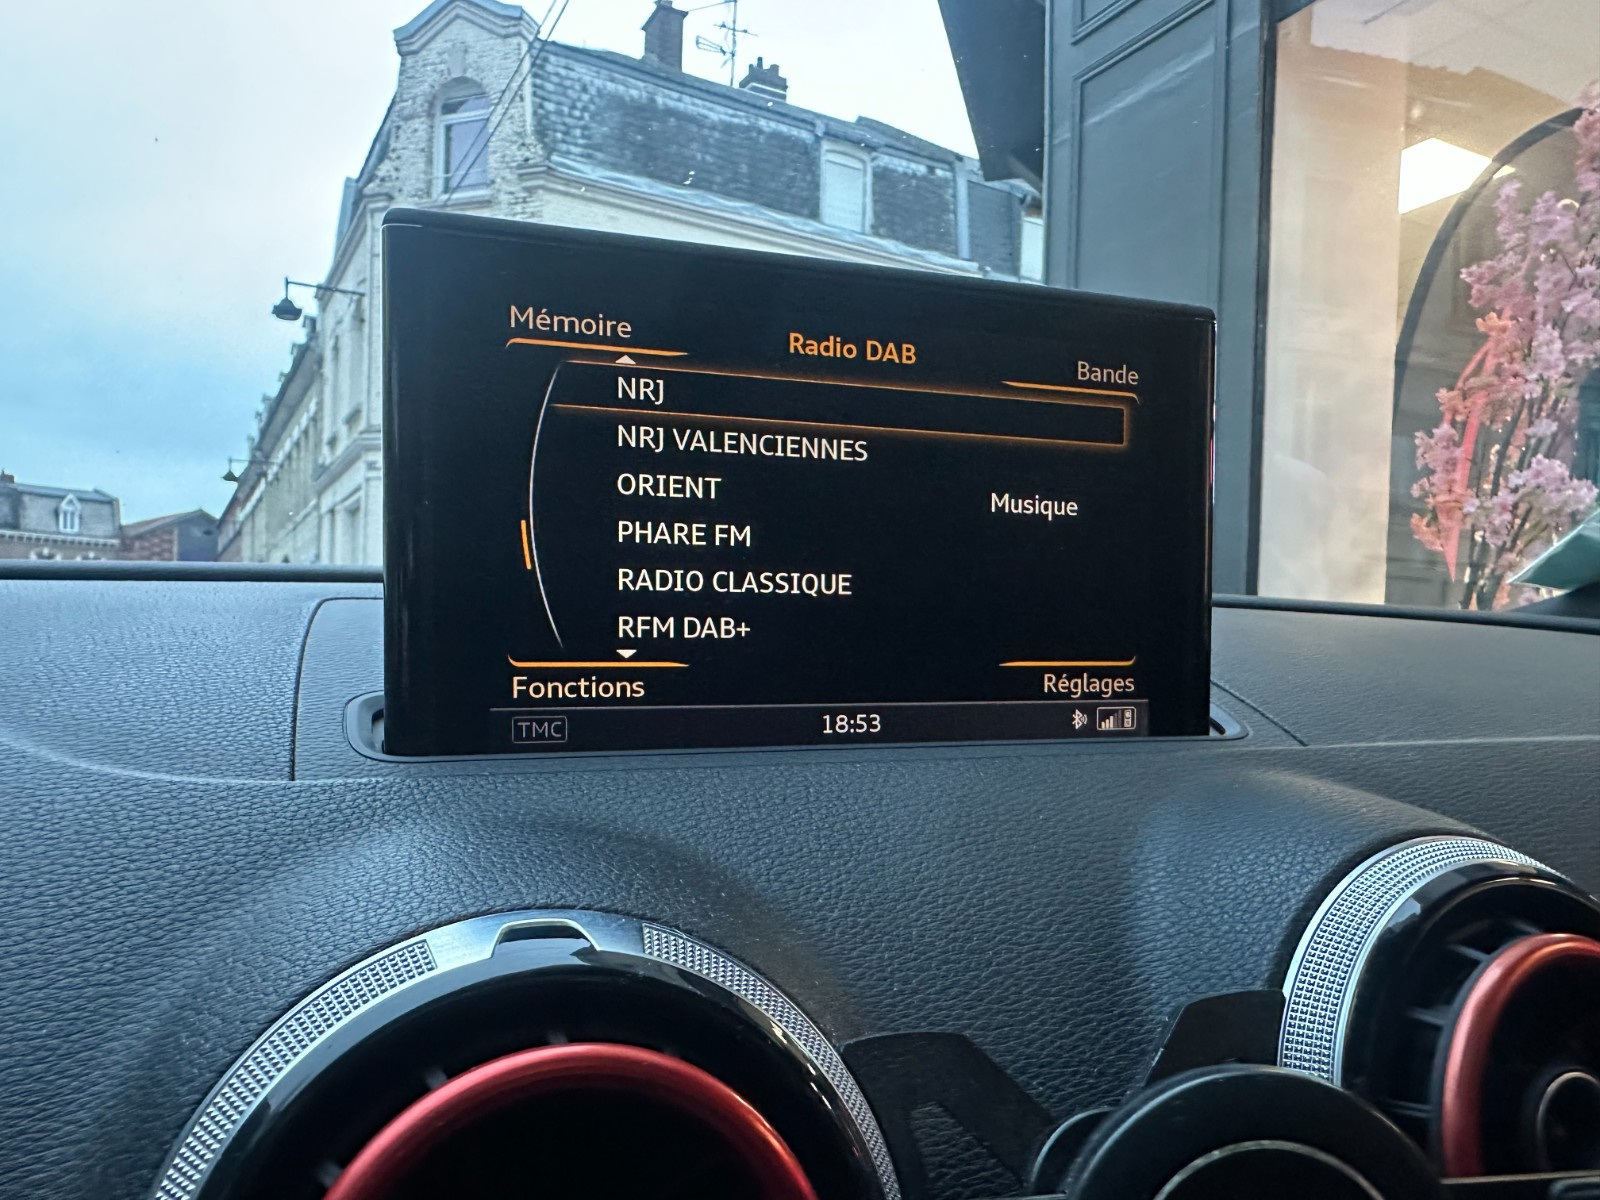 Mémoire
Radio DAB
Bande
NRJ
NRJ VALENCIENNES
ORIENT
Musique
PHARE FM
RADIO CLASSIQUE
RFM DAB+
Fonctions
Réglages
TMC
18:53